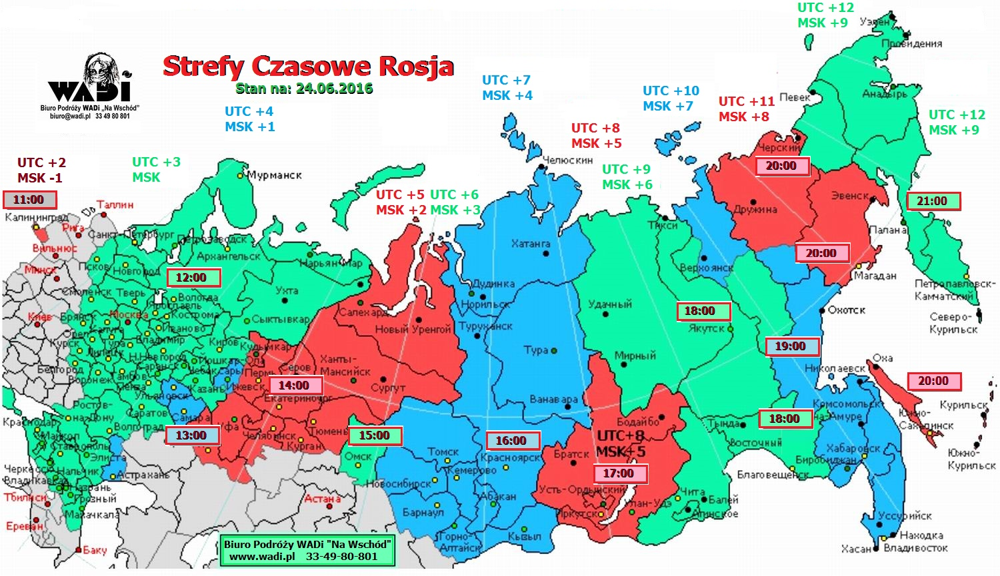 UTC +12
MSK +9
Уэлен
Провидения
Strefy Czasowe Rosja
Stan na: 24.06.2016
WADi
Biuro Podróży WADi „Na Wschód”
biuro@wadi.pl 33 49 80 801
UTC +4
MSK +1
UTC +7
MSK +4
UTC +10
MSK +7
UTC +11
MSK +8
Певек
Анадырь
UTC +12
MSK +9
UTC +8
MSK +5
UTC +2
MSK -1
11:00
UTC +3
MSK
Мурманск
Челюскин
UTC +9
MSK +6
Черский
20:00
UTC +5
MSK +2
UTC +6
MSK +3
Эвенск
21:00
Калининград
Таллин
Рига
Вильнюс
Минск
Киев
Санкт-Петербург
Петрозаводск
Архангельск
Нарьян-Мар
Псков
Новгород
12:00
Хатанга
Тикси
Дружина
Палана
20:00
Верхоянск
Магадан
Петропавловск-
Камчатский
Северо-
Курильск
Смоленск
Тверь
Вологда
Ярославль
Кострома
Ухта
Сыктывкар
Салехард
Новый Уренгой
Дудинка
Норильск
Туруханск
Удачный
18:00
Якутск
Охотск
Брянск
Москва
Калуга
Иваново
Орел
Тула
Владимир
Курск
Липецк
Н.Новгород
Киров
Кудымкар
Йошкар-Ола
Белгород
Воронеж
Тамбов
Саранск
Чебоксары
Пенза
Казань
Ижевск
Пермь
Серов
Ханты-
Мансийск
Сургут
14:00
Екатеринбург
Тура
Мирный
19:00
Николаевск
Оха
20:00
Курильск
Южно-
Сахалинск
Южно-
Курильск
Ванавара
Бодайбо
Тында
18:00
Комсомольск-
на-Амуре
Восточный
Ульяновск
Самара
Саратов
Ростов-
на-Дону
Волгоград
13:00
Уфа
Челябинск
Тюмень
Курган
15:00
Омск
16:00
Томск
Красноярск
Кемерово
Новосибирск
Братск
UTC+8
MSK+5
17:00
Хабаровск
Биробиджан
Благовещенск
Краснодар
Майкоп
Ставрополь
Элиста
Черкесск
Нальчик
Владикавказ
Астрахань
Назрань
Грозный
Махачкала
Тбилиси
Ереван
Баку
Астана
Барнаул
Абакан
Горно-
Алтайск
Кызыл
Усть-Ордынский
Иркутск
Улан-Удэ
Чита
Балей
Агинское
Уссурийск
Находка
Хасан
Владивосток
Biuro Podróży WADi "Na Wschód"
www.wadi.pl 33-49-80-801